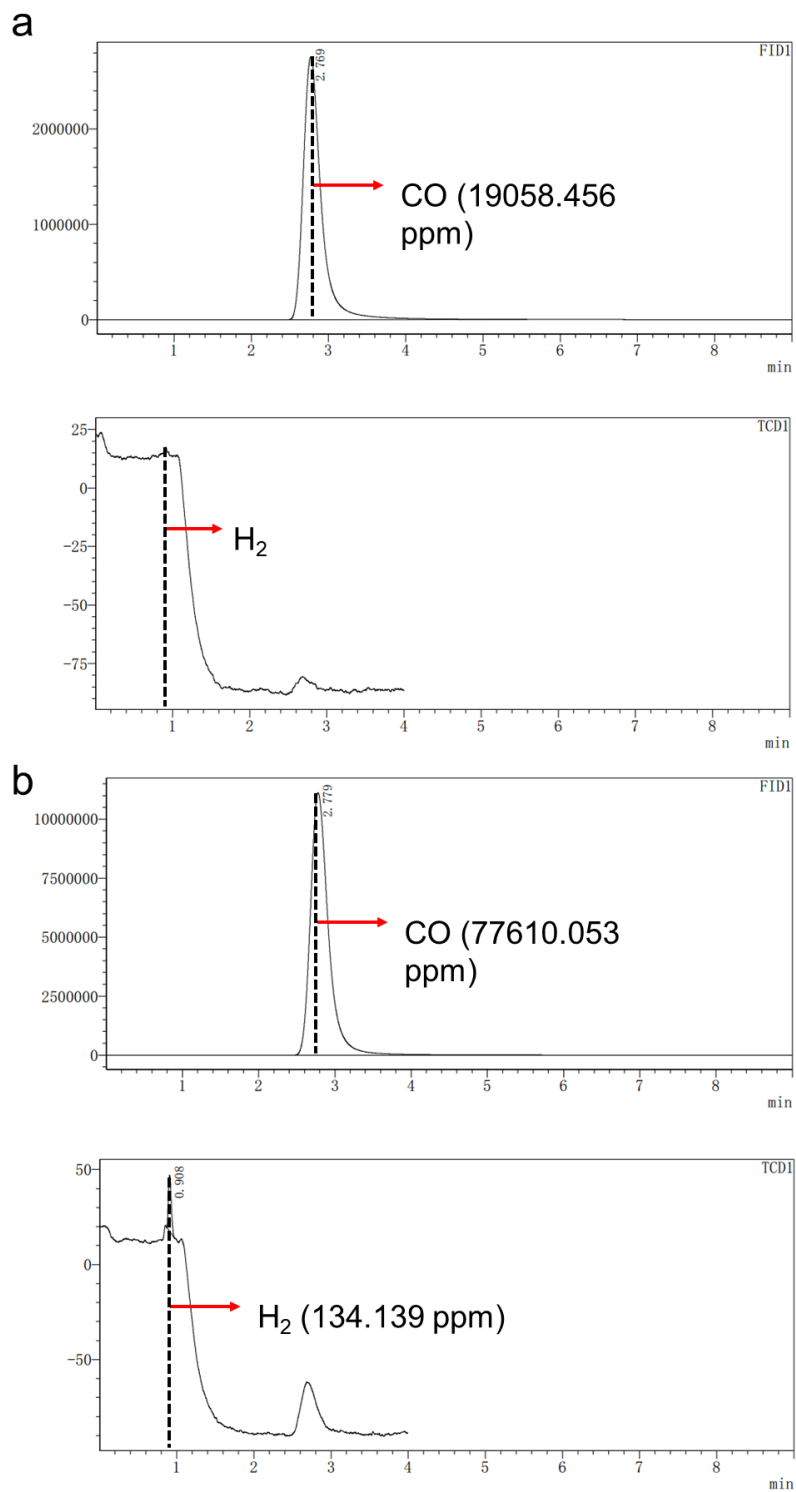 a
FID1
2.769
2000000
1000000
0
CO (19058.456
ppm)
1 2 3 4 5 6 7 8
min
TCD1
25
0
-25
-50
-75
H2
1 2 3 4 5 6 7 8
min
b
FID1
2.779
10000000
7500000
5000000
2500000
0
CO (77610.053
ppm)
1 2 3 4 5 6 7 8
min
TCD1
50
0.908
0
-50
H2 (134.139 ppm)
1 2 3 4 5 6 7 8
min